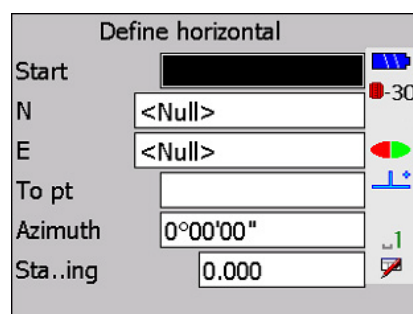 Define horizontal
Start
-30
N <Null>
E <Null>
To pt
Azimuth 0°00'00"
1
Sta..ing 0.000